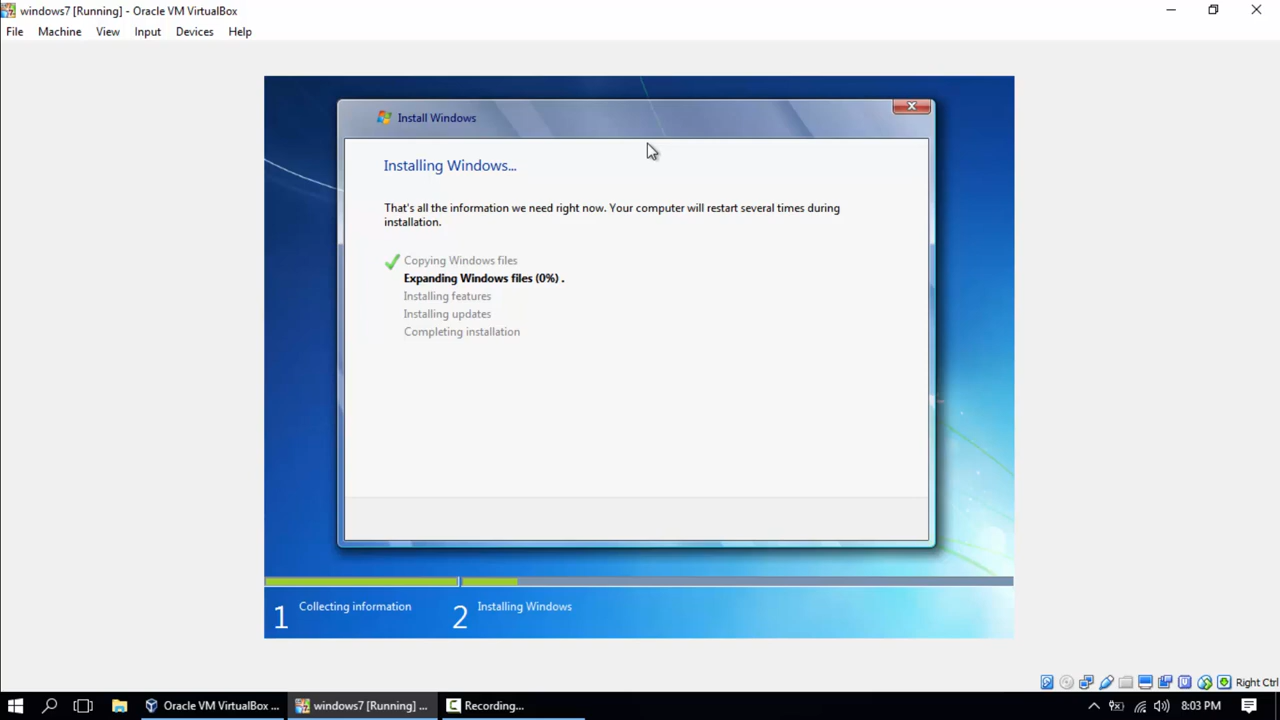 windows7 [Running] - Oracle VM VirtualBox
File Machine View Input Devices Help
Install Windows
Installing Windows...
That's all the information we need right now. Your computer will restart several times during
installation.
Copying Windows files
Expanding Windows files (0%) .
Installing features
Installing updates
Completing installation
1 Collecting information 2 Installing Windows
Right Ctrl
Oracle VM VirtualBox ... windows7 [Running] ... Recording... 8:03 PM